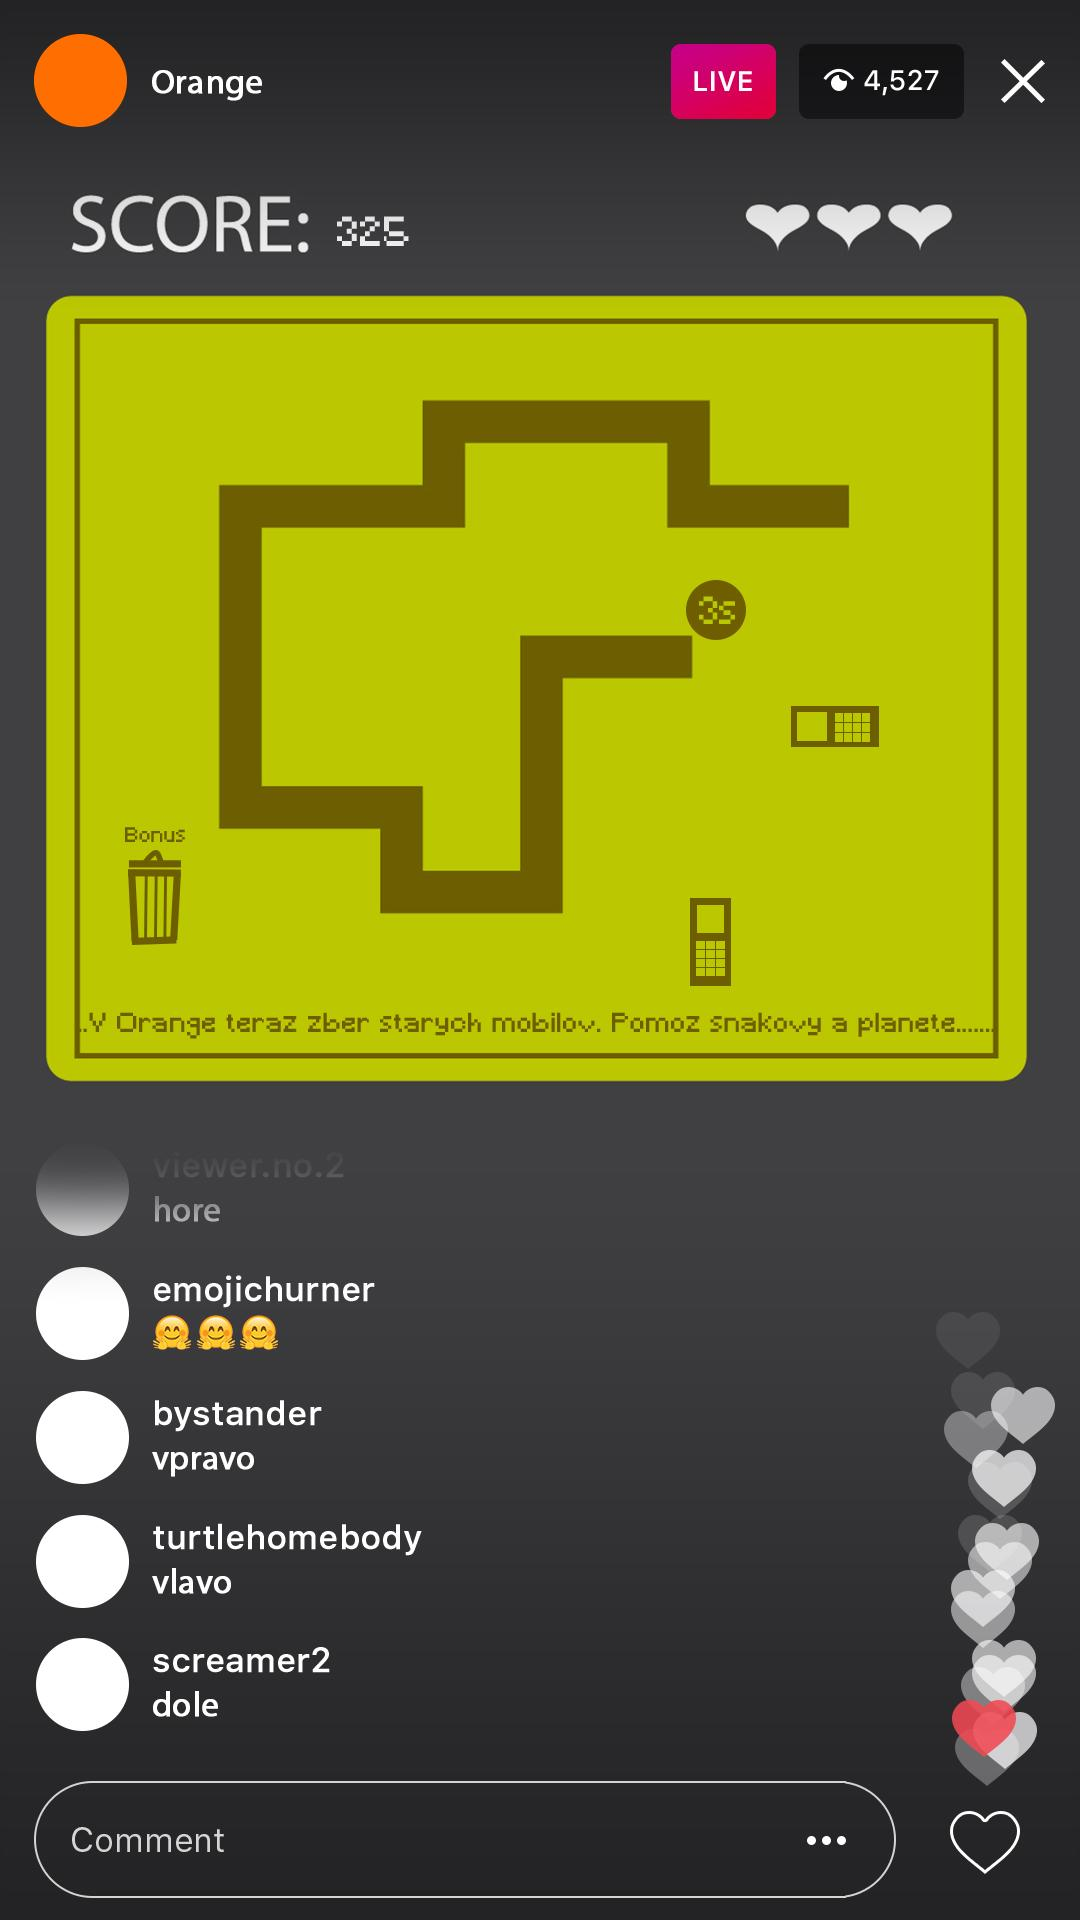 Orange
LIVE
4,527
SCORE: 325
3s
Bonus
..V Orange teraz zber starych mobilov. Pomoz snakovy a planete.......
viewer.no.2
hore
emojichurner
🤗🤗🤗
bystander
vpravo
turtlehomebody
vlavo
screamer2
dole
Comment